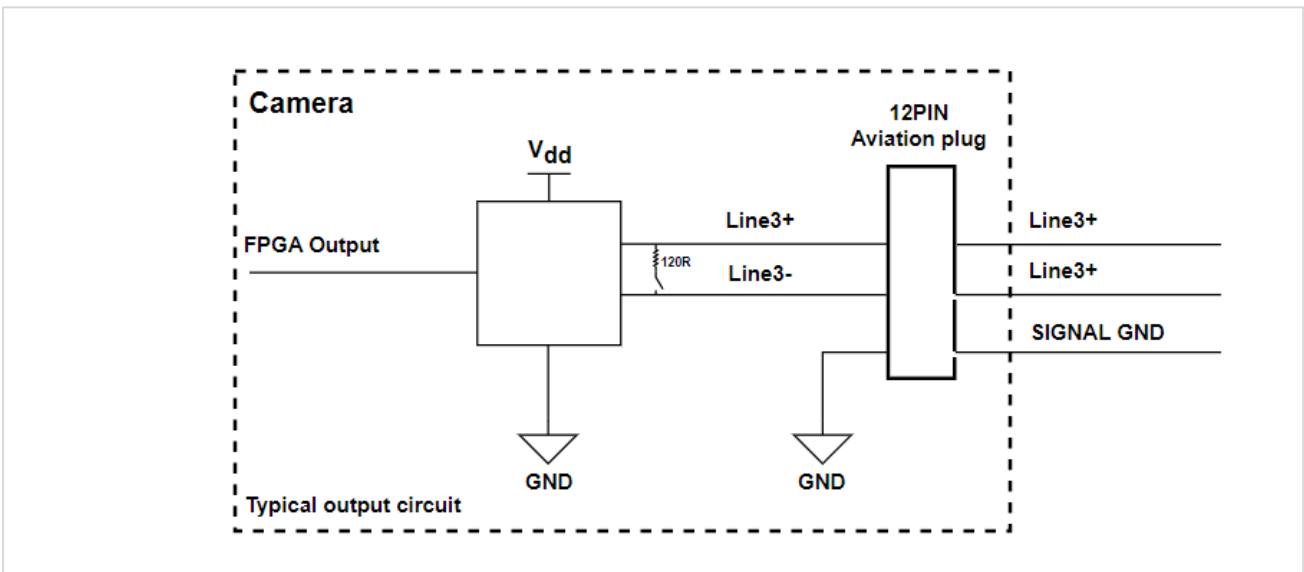 Camera
12PIN
Aviation plug
Vdd
Line3+
Line3+
FPGA Output
120R
Line3-
Line3+
SIGNAL GND
GND
GND
Typical output circuit